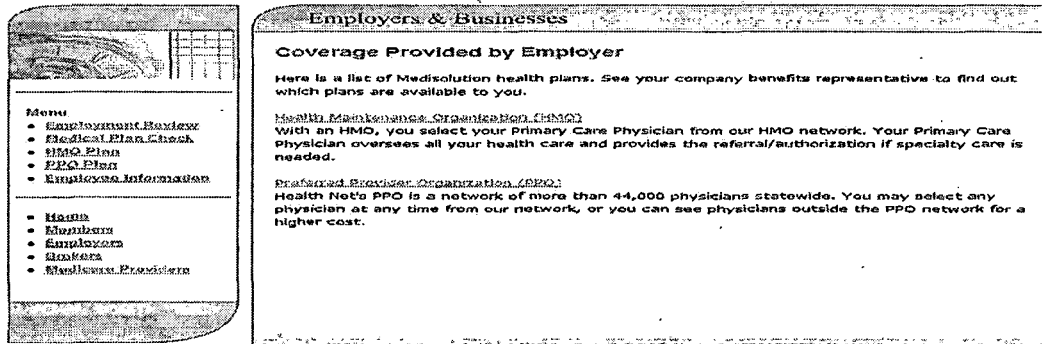 Menu
Employment Review
Medical Plan Check
HMO Plan
PPO Plan
Employee Information
Home
Members
Employers
Brokers
Medicare Providers
Employers & Businesses
Coverage Provided by Employer
Here is a list of Medisolution health plans. See your company benefits representative to find out
which plans are available to you.
Health Maintenance Organization (HMO)
With an HMO, you select your Primary Care Physician from our HMO network. Your Primary Care
Physician oversees all your health care and provides the referral/authorization if specialty care is
needed.
Preferred Provider Organization (PPO)
Health Net's PPO is a network of more than 44,000 physicians statewide. You may select any
physician at any time from our network, or you can see physicians outside the PPO network for a
higher cost.